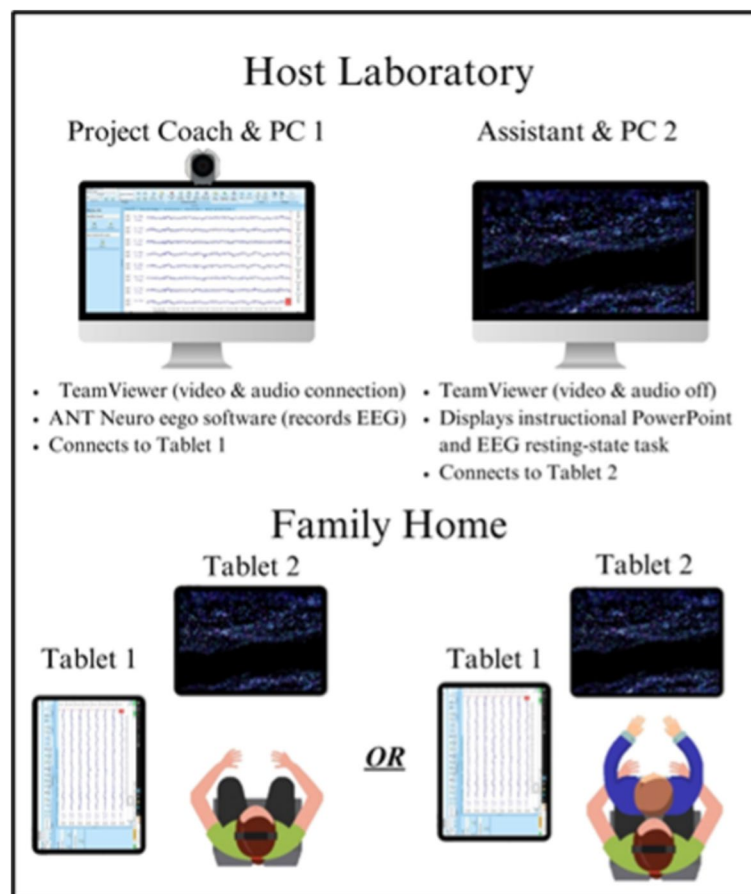 Host Laboratory
Project Coach & PC 1
Assistant & PC 2
• TeamViewer (video & audio connection)
• ANT Neuro eego software (records EEG)
• Connects to Tablet 1
• TeamViewer (video & audio off)
• Displays instructional PowerPoint
and EEG resting-state task
• Connects to Tablet 2
Family Home
Tablet 2
Tablet 2
Tablet 1
Tablet 1
OR